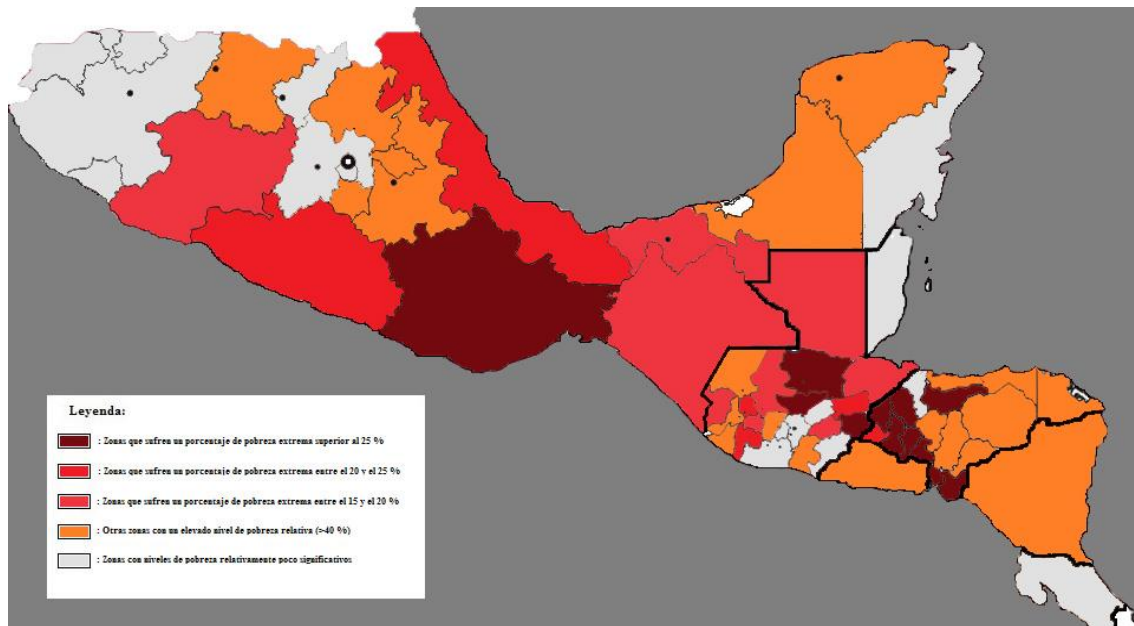 Leyenda:
: Zonas que sufren un porcentaje de pobreza extrema superior al 25 %
: Zonas que sufren un porcentaje de pobreza extrema entre el 20 y el 25 %
: Zonas que sufren un porcentaje de pobreza extrema entre el 15 y el 20 %
: Otras zonas con un elevado nivel de pobreza relativa (>40 %)
: Zonas con niveles de pobreza relativamente poco significativos